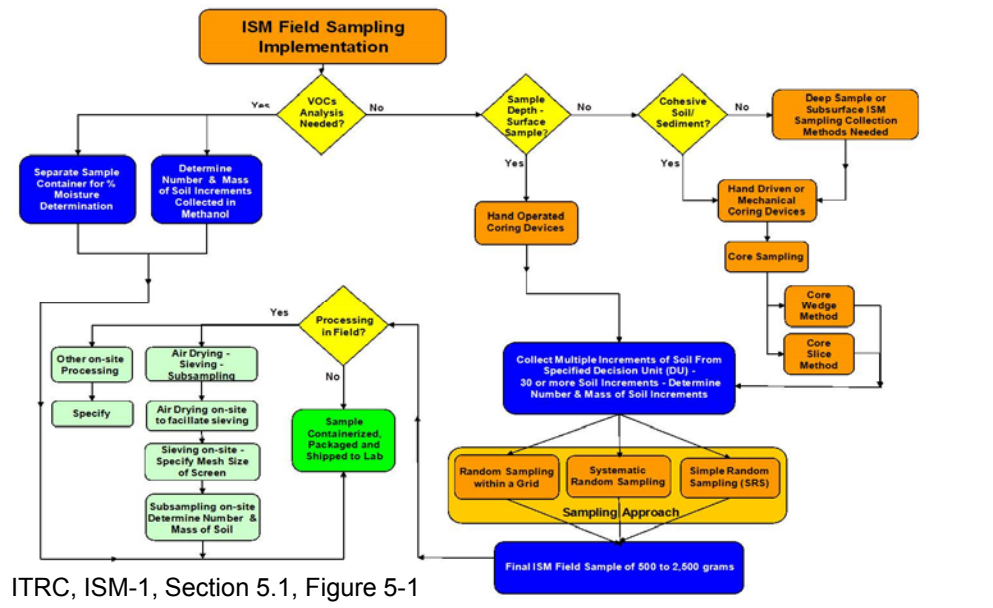 ISM Field Sampling
Implementation
VOCs
Analysis
Needed?
Yes
No
Sample
Depth -
Surface
Sample?
No
Yes
Cohesive
Soil/
Sediment?
No
Yes
Deep Sample or
Subsurface ISM
Sampling Collection
Methods Needed
Separate Sample
Container for %
Moisture
Determination
Determine
Number & Mass
of Soil Increments
Collected in
Methanol
Hand Operated
Coring Devices
Hand Driven or
Mechanical
Coring Devices
Core Sampling
Core
Wedge
Method
Core
Slice
Method
Processing
in Field?
Yes
No
Other on-site
Processing
Specify
Air Drying -
Sieving -
Subsampling
Air Drying on-site
to facillate sieving
Sieving on-site -
Specify Mesh Size
of Screen
Subsampling on-site
Determine Number &
Mass of Soil
Sample
Containerized,
Packaged and
Shipped to Lab
Collect Multiple Increments of Soil From
Specified Decision Unit (DU) -
30 or more Soil Increments - Determine
Number & Mass of Soil Increments
Random Sampling
within a Grid
Systematic
Random Sampling
Simple Random
Sampling (SRS)
Sampling Approach
Final ISM Field Sample of 500 to 2,500 grams
ITRC, ISM-1, Section 5.1, Figure 5-1